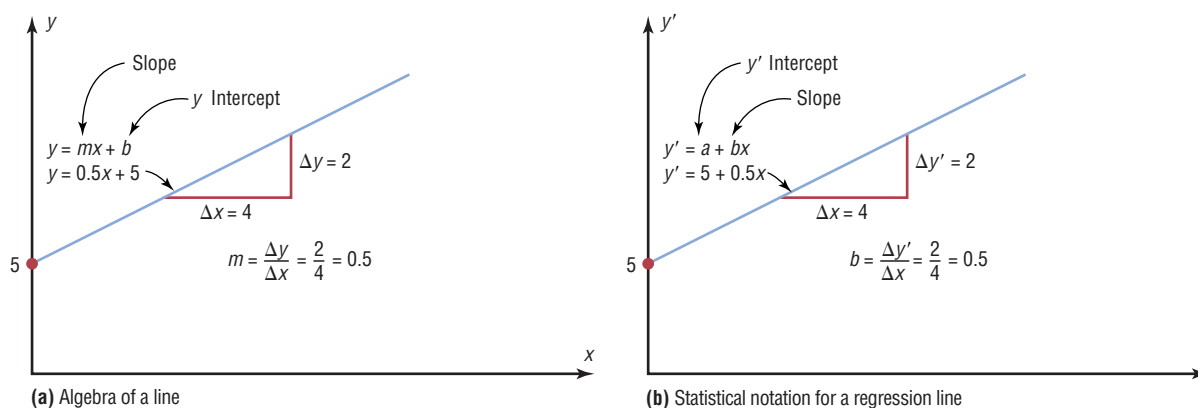 y
Slope
y Intercept
y = mx + b
y = 0.5x + 5
Δy = 2
Δx = 4
m = Δy/Δx = 2/4 = 0.5
5
x
(a) Algebra of a line
y′
y′ Intercept
Slope
y′ = a + bx
y′ = 5 + 0.5x
Δy′ = 2
Δx = 4
b = Δy′/Δx = 2/4 = 0.5
5
(b) Statistical notation for a regression line